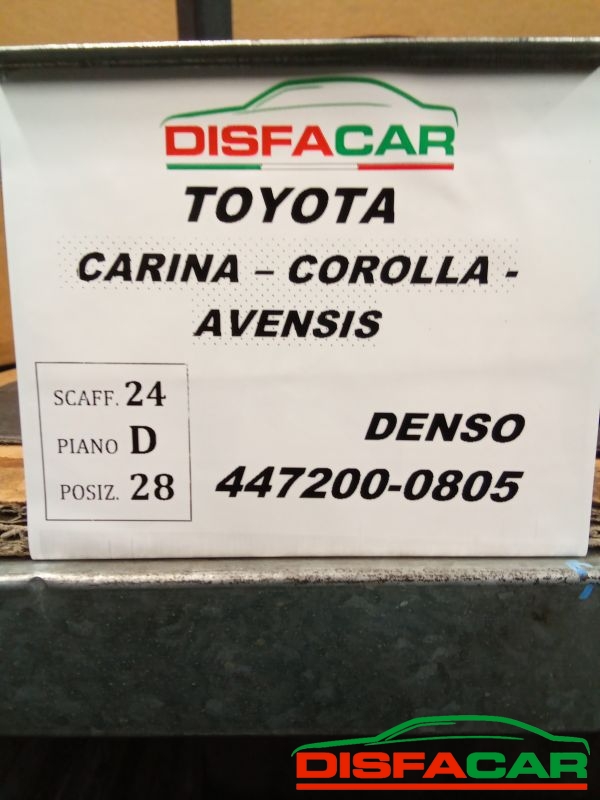 DISFACAR
TOYOTA
CARINA – COROLLA -
AVENSIS
SCAFF. 24
PIANO D
POSIZ. 28
DENSO
447200-0805
DISFACAR